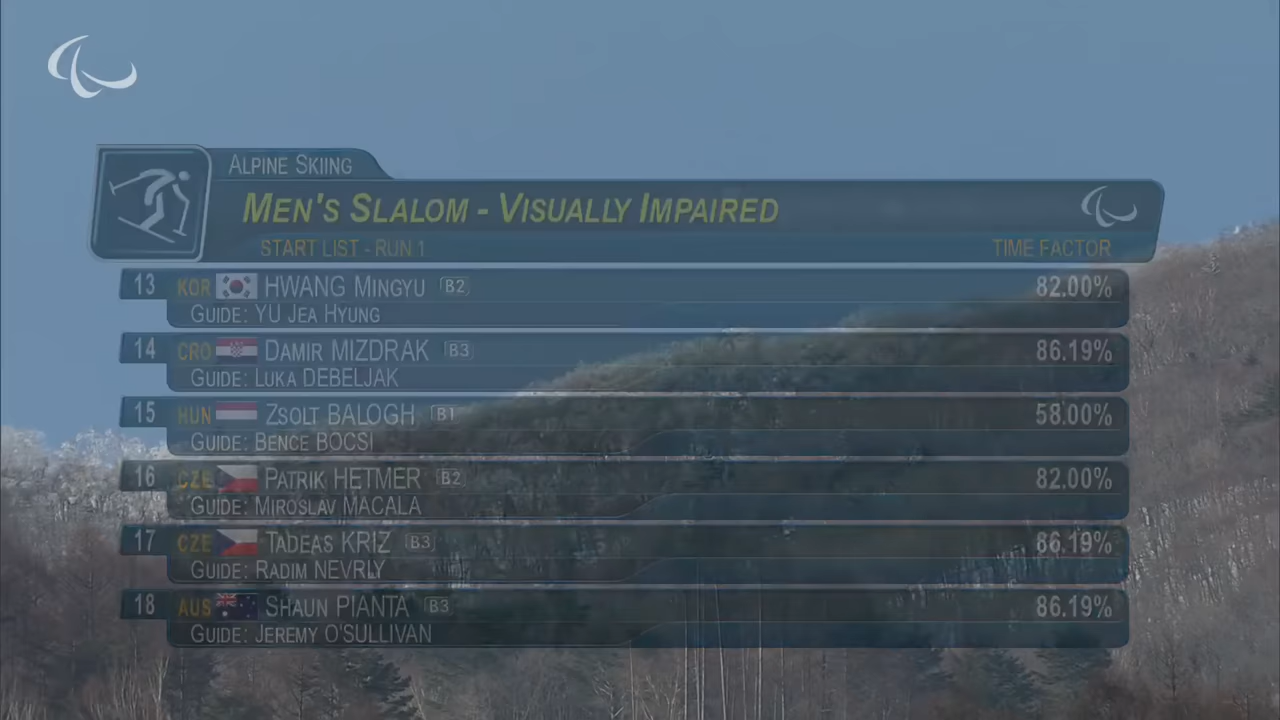 ALPINE SKIING
MEN'S SLALOM - VISUALLY IMPAIRED
START LIST - RUN 1 TIME FACTOR
13 KOR HWANG MINGYU B2 82.00%
GUIDE: YU JEA HYUNG
14 CRO DAMIR MIZDRAK B3 86.19%
GUIDE: LUKA DEBELJAK
15 HUN ZSOLT BALOGH B1 58.00%
GUIDE: BENCE BOCSI
16 CZE PATRIK HETMER B2 82.00%
GUIDE: MIROSLAV MACALA
17 CZE TADEAS KRIZ B3 86.19%
GUIDE: RADIM NEVRLY
18 AUS SHAUN PIANTA B3 86.19%
GUIDE: JEREMY O'SULLIVAN